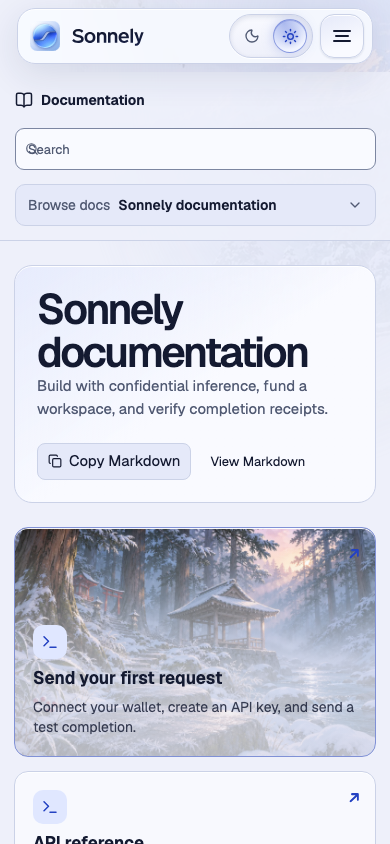 Sonnely
Documentation
Search
Browse docs Sonnely documentation
Sonnely
documentation
Build with confidential inference, fund a
workspace, and verify completion receipts.
Copy Markdown View Markdown
Send your first request
Connect your wallet, create an API key, and send a
test completion.
API reference